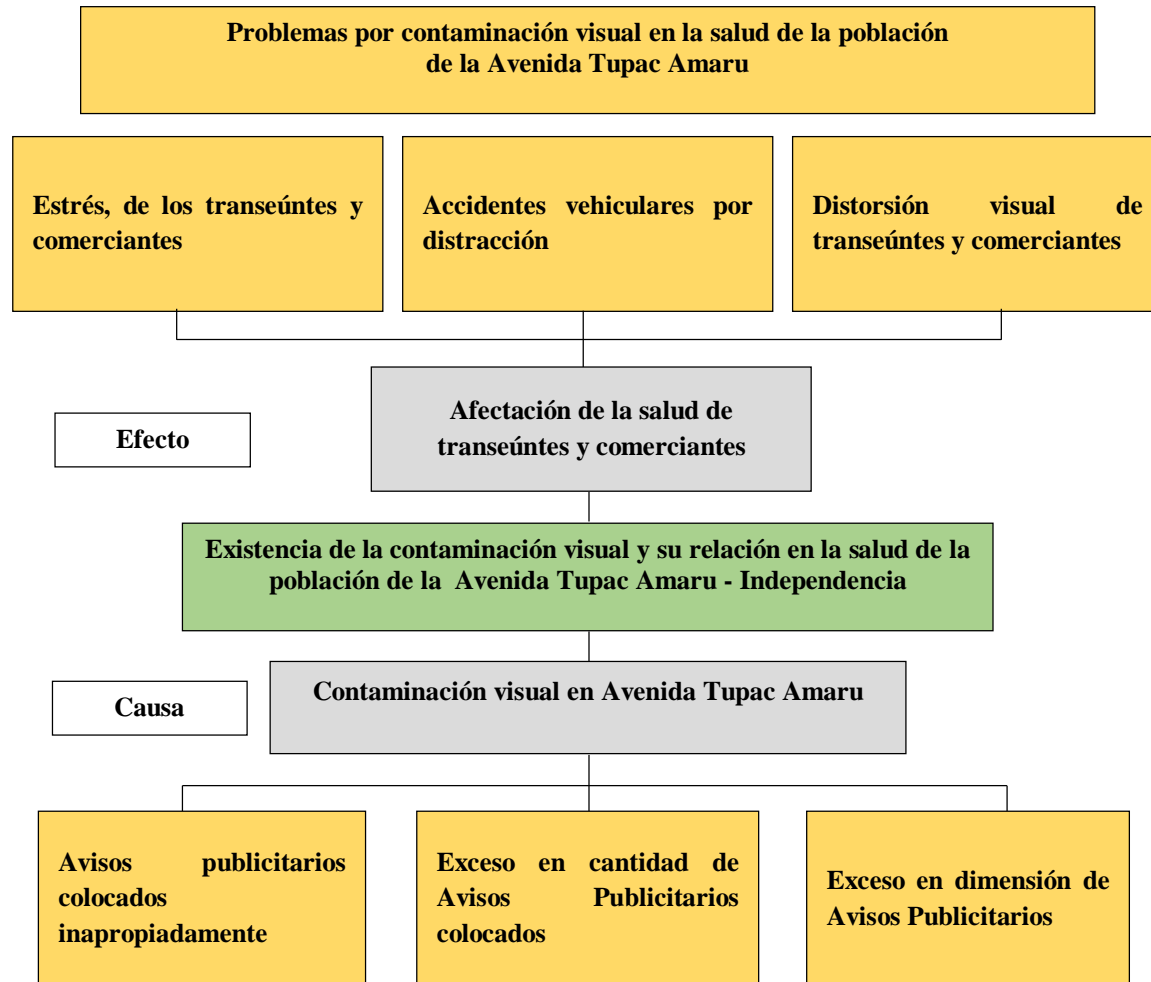 Problemas por contaminación visual en la salud de la población
de la Avenida Tupac Amaru
Estrés, de los transeúntes y
comerciantes
Accidentes vehiculares por
distracción
Distorsión visual de
transeúntes y comerciantes
Efecto
Afectación de la salud de
transeúntes y comerciantes
Existencia de la contaminación visual y su relación en la salud de la
población de la Avenida Tupac Amaru - Independencia
Causa
Contaminación visual en Avenida Tupac Amaru
Avisos publicitarios
colocados
inapropiadamente
Exceso en cantidad de
Avisos Publicitarios
colocados
Exceso en dimensión de
Avisos Publicitarios